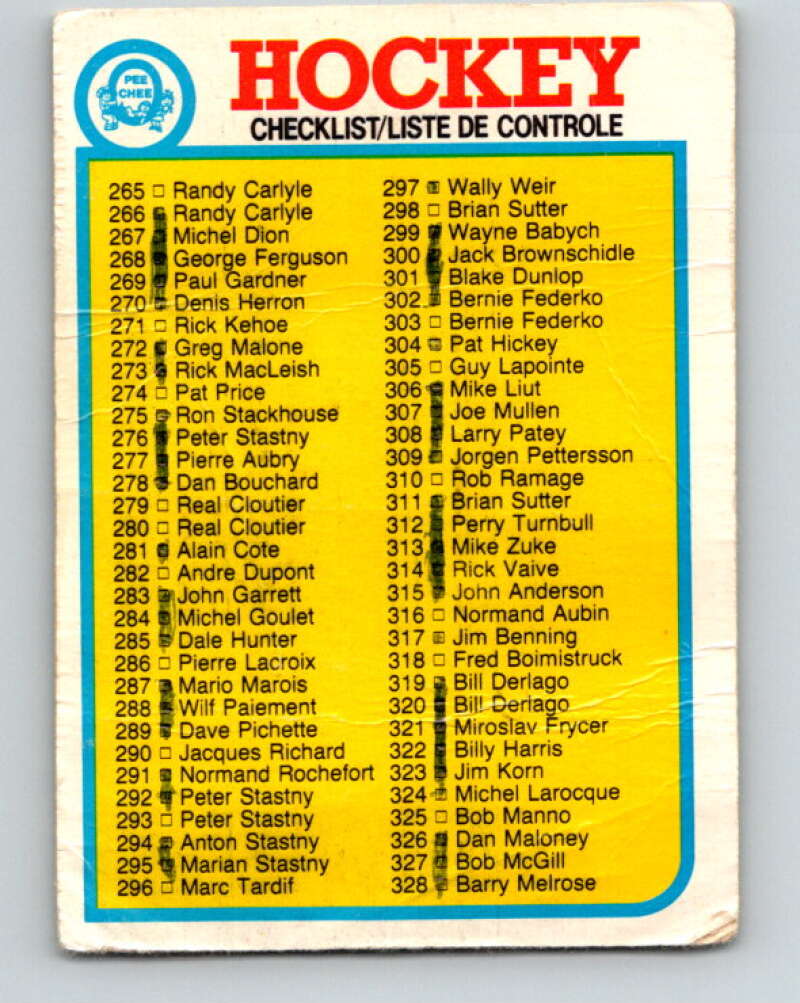 PEE
CHEE
HOCKEY
CHECKLIST/LISTE DE CONTROLE
265 Randy Carlyle
266 Randy Carlyle
267 Michel Dion
268 George Ferguson
269 Paul Gardner
270 Denis Herron
271 Rick Kehoe
272 Greg Malone
273 Rick MacLeish
274 Pat Price
275 Ron Stackhouse
276 Peter Stastny
277 Pierre Aubry
278 Dan Bouchard
279 Real Cloutier
280 Real Cloutier
281 Alain Cote
282 Andre Dupont
283 John Garrett
284 Michel Goulet
285 Dale Hunter
286 Pierre Lacroix
287 Mario Marois
288 Wilf Paiement
289 Dave Pichette
290 Jacques Richard
291 Normand Rochefort
292 Peter Stastny
293 Peter Stastny
294 Anton Stastny
295 Marian Stastny
296 Marc Tardif
297 Wally Weir
298 Brian Sutter
299 Wayne Babych
300 Jack Brownschidle
301 Blake Dunlop
302 Bernie Federko
303 Bernie Federko
304 Pat Hickey
305 Guy Lapointe
306 Mike Liut
307 Joe Mullen
308 Larry Patey
309 Jorgen Pettersson
310 Rob Ramage
311 Brian Sutter
312 Perry Turnbull
313 Mike Zuke
314 Rick Vaive
315 John Anderson
316 Normand Aubin
317 Jim Benning
318 Fred Boimistruck
319 Bill Derlago
320 Bill Derlago
321 Miroslav Frycer
322 Billy Harris
323 Jim Korn
324 Michel Larocque
325 Bob Manno
326 Dan Maloney
327 Bob McGill
328 Barry Melrose